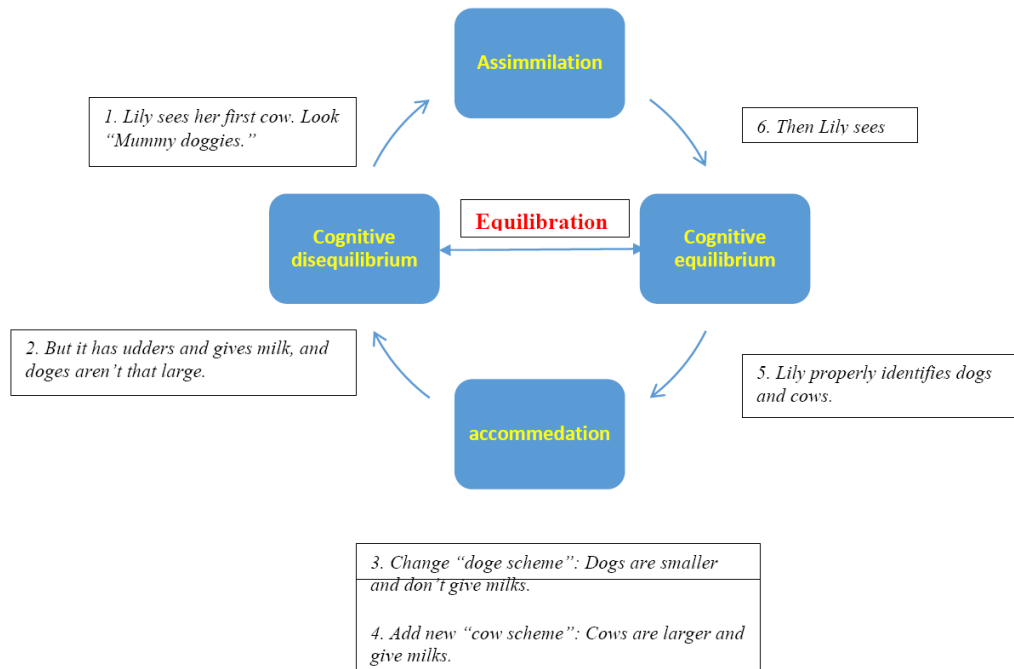 Assimmilation
1. Lily sees her first cow. Look
“Mummy doggies.”
6. Then Lily sees
Equilibration
Cognitive
disequilibrium
Cognitive
equilibrium
2. But it has udders and gives milk, and
doges aren’t that large.
5. Lily properly identifies dogs
and cows.
accommedation
3. Change “doge scheme”: Dogs are smaller
and don’t give milks.
4. Add new “cow scheme”: Cows are larger and
give milks.